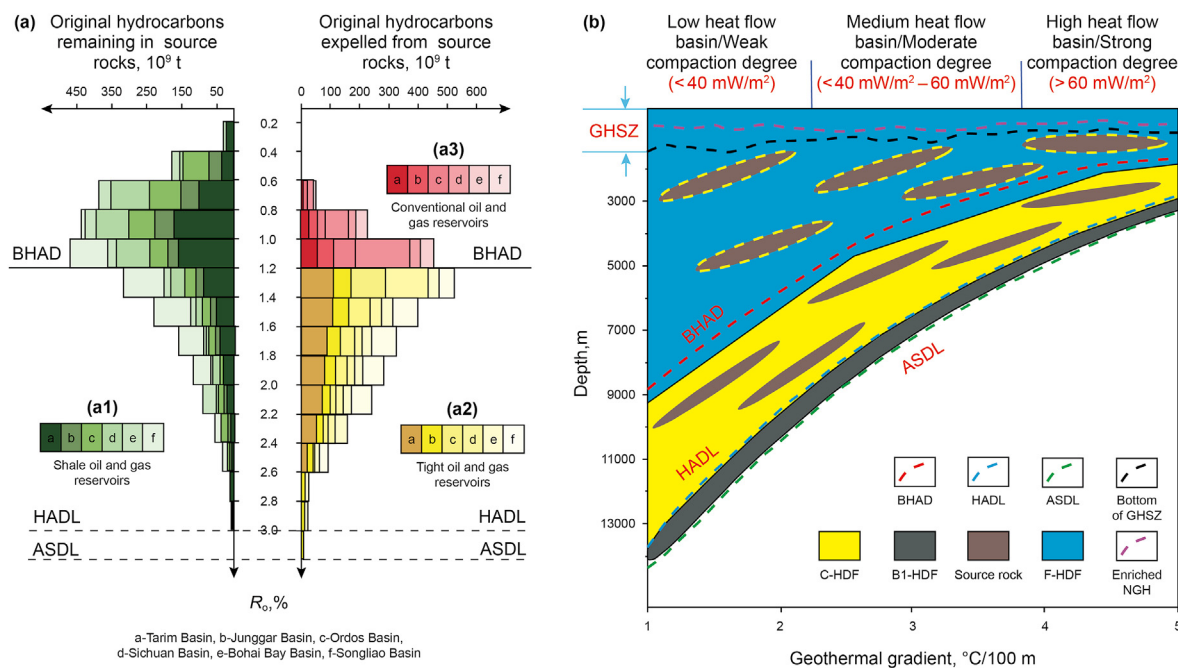 (a)
Original hydrocarbons
remaining in source
rocks, 10⁹ t
Original hydrocarbons
expelled from source
rocks, 10⁹ t
450 350 150 50
0 100 200 300 400 500 600
0.2
0.4
0.6
0.8
1.0
1.2
1.4
1.6
1.8
2.0
2.2
2.4
2.6
2.8
3.0
(a3)
a b c d e f
Conventional oil and
gas reservoirs
BHAD BHAD
(a1)
a b c d e f
Shale oil and gas
reservoirs
(a2)
a b c d e f
Tight oil and gas
reservoirs
HADL HADL
ASDL ASDL
Rₒ,%
a-Tarim Basin, b-Junggar Basin, c-Ordos Basin,
d-Sichuan Basin, e-Bohai Bay Basin, f-Songliao Basin
(b)
Low heat flow
basin/Weak
compaction degree
(<40 mW/m²)
Medium heat flow
basin/Moderate
compaction degree
(<40 mW/m² – 60 mW/m²)
High heat flow
basin/Strong
compaction degree
(>60 mW/m²)
GHSZ
3000
5000
7000
9000
11000
13000
Depth,m
BHAD
ASDL
HADL
BHAD HADL ASDL Bottom
of GHSZ
C-HDF B1-HDF Source rock F-HDF Enriched
NGH
1 2 3 4 5
Geothermal gradient, °C/100 m